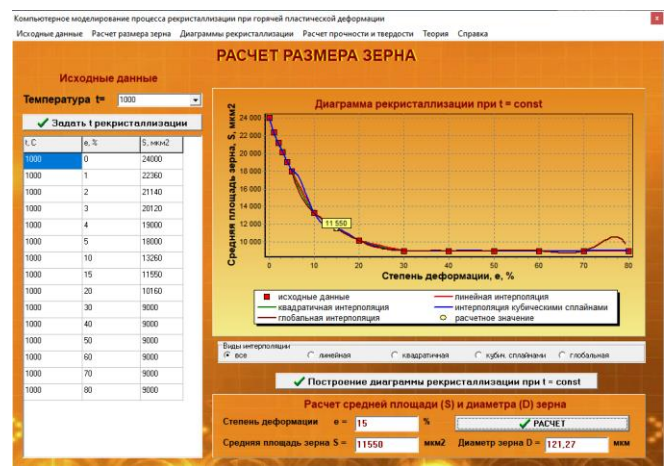 Компьютерное моделирование процесса рекристаллизации при горячей пластической деформации
Исходные данные Расчет размера зерна Диаграммы рекристаллизации Расчет прочности и твердости Теория Справка
РАСЧЕТ РАЗМЕРА ЗЕРНА
Исходные данные
Температура t= 1000
Задать t рекристаллизации
t, C e, % S, мкм2
1000 0 24000
1000 1 22360
1000 2 21140
1000 3 20120
1000 4 19000
1000 5 18000
1000 10 13260
1000 15 11550
1000 20 10160
1000 30 9000
1000 40 9000
1000 50 9000
1000 60 9000
1000 70 9000
1000 80 9000
Диаграмма рекристаллизации при t = const
Средняя площадь зерна, S, мкм2
24 000
22 000
20 000
18 000
16 000
14 000
12 000
10 000
11 550
0 10 20 30 40 50 60 70 80
Степень деформации, e, %
исходные данные линейная интерполяция
квадратичная интерполяция интерполяция кубическими сплайнами
глобальная интерполяция расчетное значение
Виды интерполяции
все линейная квадратичная кубич. сплайнами глобальная
Построение диаграммы рекристаллизации при t = const
Расчет средней площади (S) и диаметра (D) зерна
Степень деформации e = 15 % РАСЧЕТ
Средняя площадь зерна S = 11550 мкм2 Диаметр зерна D = 121,27 мкм